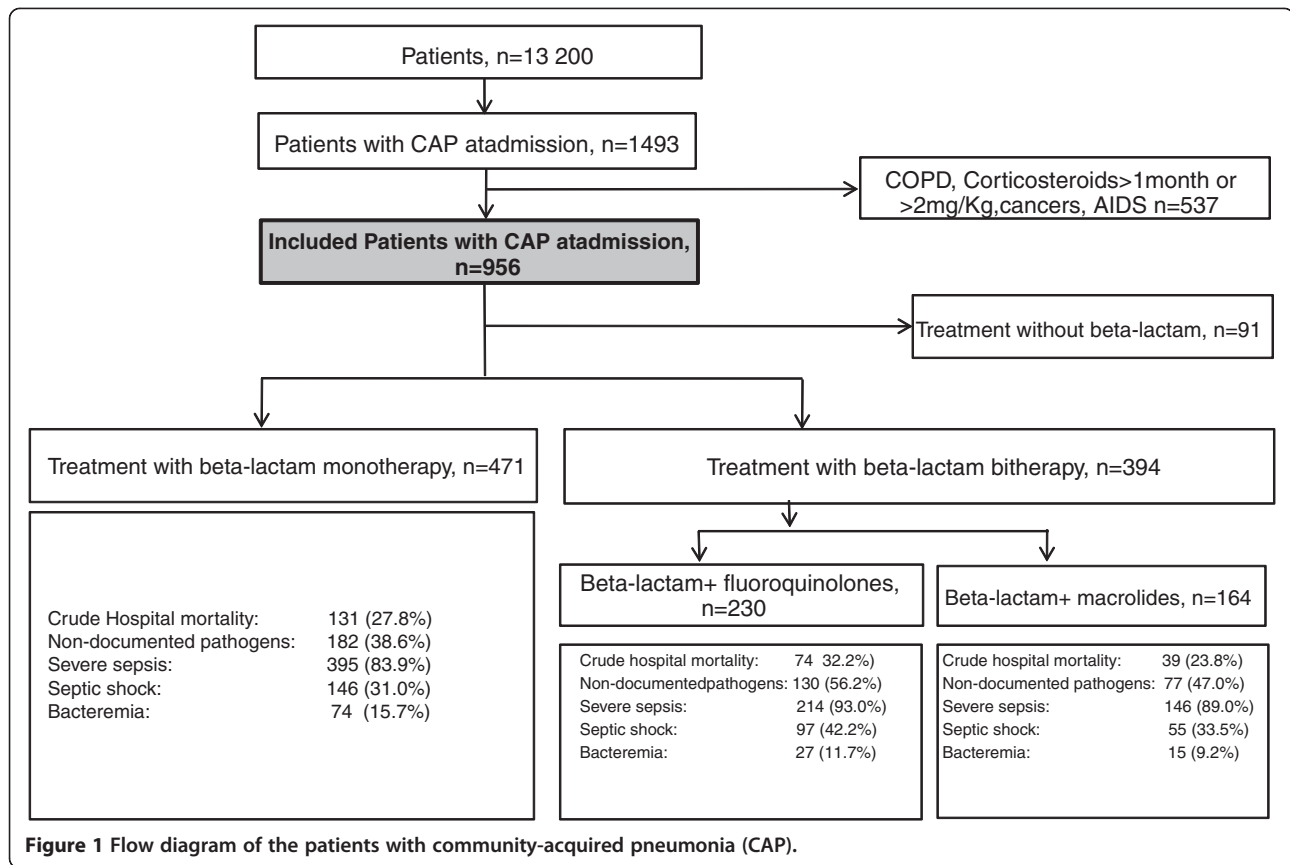 Patients, n=13 200
Patients with CAP atadmission, n=1493
COPD, Corticosteroids>1month or
>2mg/Kg,cancers, AIDS n=537
Included Patients with CAP atadmission,
n=956
Treatment without beta-lactam, n=91
Treatment with beta-lactam monotherapy, n=471
Crude Hospital mortality: 131 (27.8%)
Non-documented pathogens: 182 (38.6%)
Severe sepsis: 395 (83.9%)
Septic shock: 146 (31.0%)
Bacteremia: 74 (15.7%)
Treatment with beta-lactam bitherapy, n=394
Beta-lactam+ fluoroquinolones,
n=230
Crude hospital mortality: 74 32.2%)
Non-documentedpathogens: 130 (56.2%)
Severe sepsis: 214 (93.0%)
Septic shock: 97 (42.2%)
Bacteremia: 27 (11.7%)
Beta-lactam+ macrolides, n=164
Crude hospital mortality: 39 (23.8%)
Non-documented pathogens: 77 (47.0%)
Severe sepsis: 146 (89.0%)
Septic shock: 55 (33.5%)
Bacteremia: 15 (9.2%)
Figure 1 Flow diagram of the patients with community-acquired pneumonia (CAP).